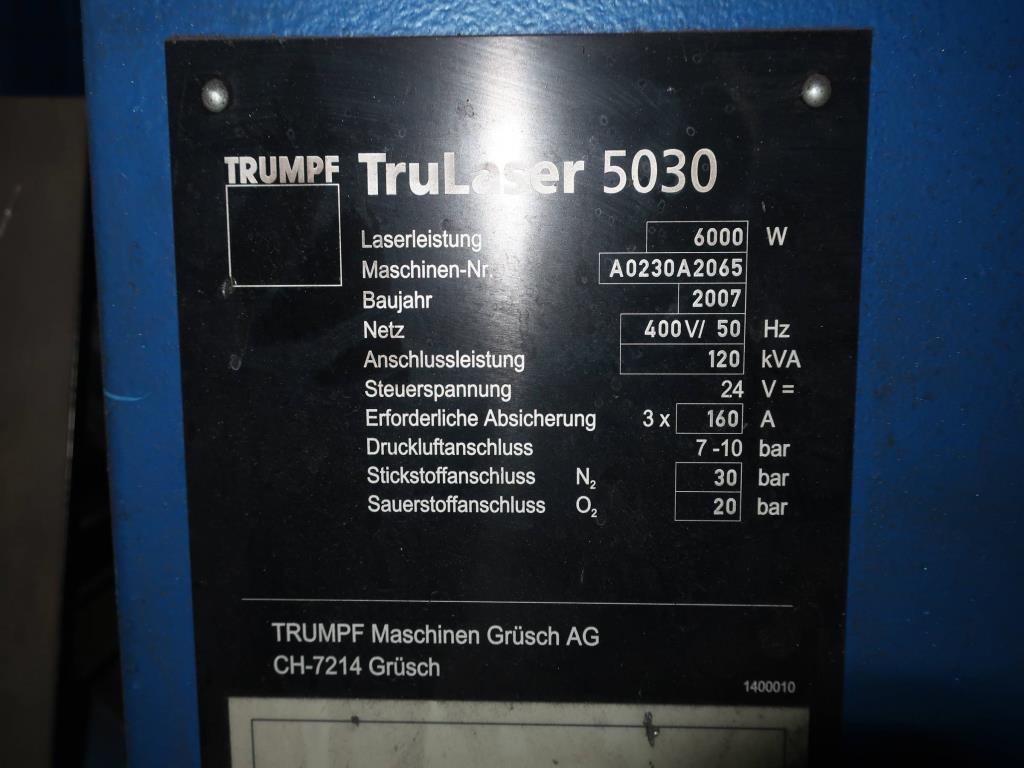 TRUMPF TruLaser 5030
Laserleistung 6000 W
Maschinen-Nr. A0230A2065
Baujahr 2007
Netz 400V/ 50 Hz
Anschlussleistung 120 kVA
Steuerspannung 24 V =
Erforderliche Absicherung 3 x 160 A
Druckluftanschluss 7-10 bar
Stickstoffanschluss N₂ 30 bar
Sauerstoffanschluss O₂ 20 bar
TRUMPF Maschinen Grüsch AG
CH-7214 Grüsch
1400010